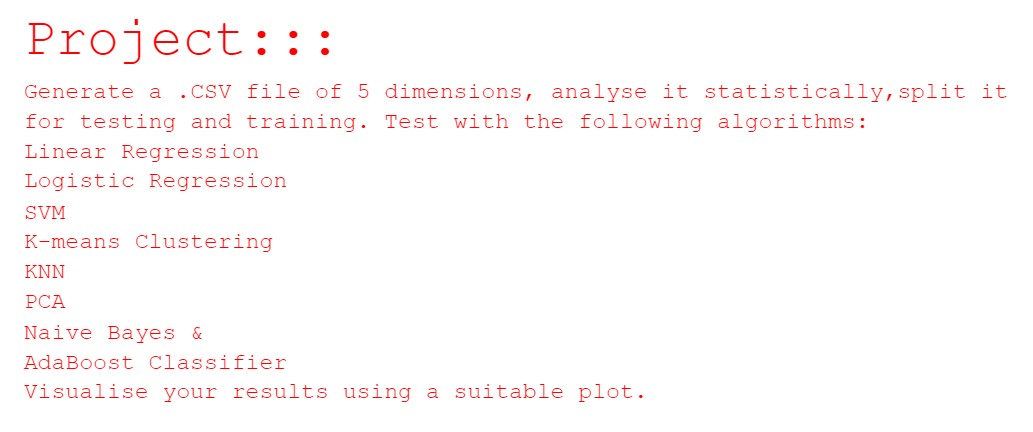 Project:::
Generate a .CSV file of 5 dimensions, analyse it statistically,split it
for testing and training. Test with the following algorithms:
Linear Regression
Logistic Regression
SVM
K-means Clustering
KNN
PCA
Naive Bayes &
AdaBoost Classifier
Visualise your results using a suitable plot.